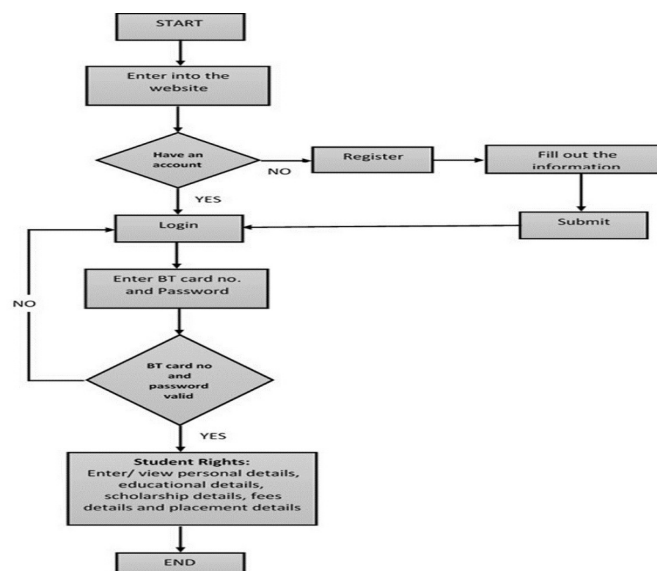 START
Enter into the
website
Have an
account
NO
Register
Fill out the
information
YES
Login
Submit
Enter BT card no.
and Password
NO
BT card no
and
password
valid
YES
Student Rights:
Enter/ view personal details,
educational details,
scholarship details, fees
details and placement details
END